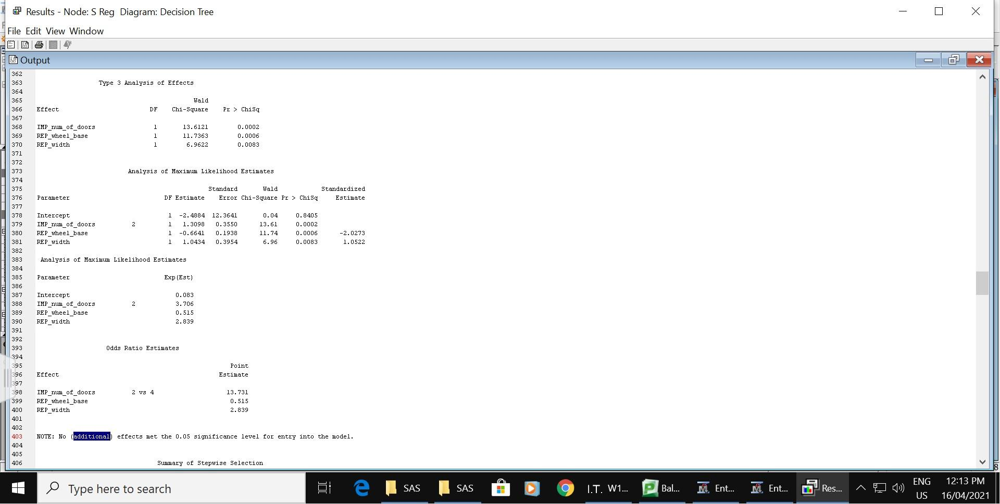 Results - Node: S Reg  Diagram: Decision Tree
File Edit View Window
Output
362
363 Type 3 Analysis of Effects
364
365 Wald
366 Effect DF Chi-Square Pr > ChiSq
367
368 IMP_num_of_doors 1 13.6121 0.0002
369 REP_wheel_base 1 11.7363 0.0006
370 REP_width 1 6.9622 0.0083
371
372
373 Analysis of Maximum Likelihood Estimates
374
375 Standard Wald Standardized
376 Parameter DF Estimate Error Chi-Square Pr > ChiSq Estimate
377
378 Intercept 1 -2.4884 12.3641 0.04 0.8405
379 IMP_num_of_doors 2 1 1.3098 0.3550 13.61 0.0002
380 REP_wheel_base 1 -0.6641 0.1938 11.74 0.0006 -2.0273
381 REP_width 1 1.0434 0.3954 6.96 0.0083 1.0522
382
383 Analysis of Maximum Likelihood Estimates
384
385 Parameter Exp(Est)
386
387 Intercept 0.083
388 IMP_num_of_doors 2 3.706
389 REP_wheel_base 0.515
390 REP_width 2.839
391
392
393 Odds Ratio Estimates
394
395 Point
396 Effect Estimate
397
398 IMP_num_of_doors 2 vs 4 13.731
399 REP_wheel_base 0.515
400 REP_width 2.839
401
402
403 NOTE: No (additional) effects met the 0.05 significance level for entry into the model.
404
405
406 Summary of Stepwise Selection
Type here to search
SAS
SAS
I.T. W1...
Bal...
Ent...
Ent...
Res...
ENG
US
12:13 PM
16/04/2021